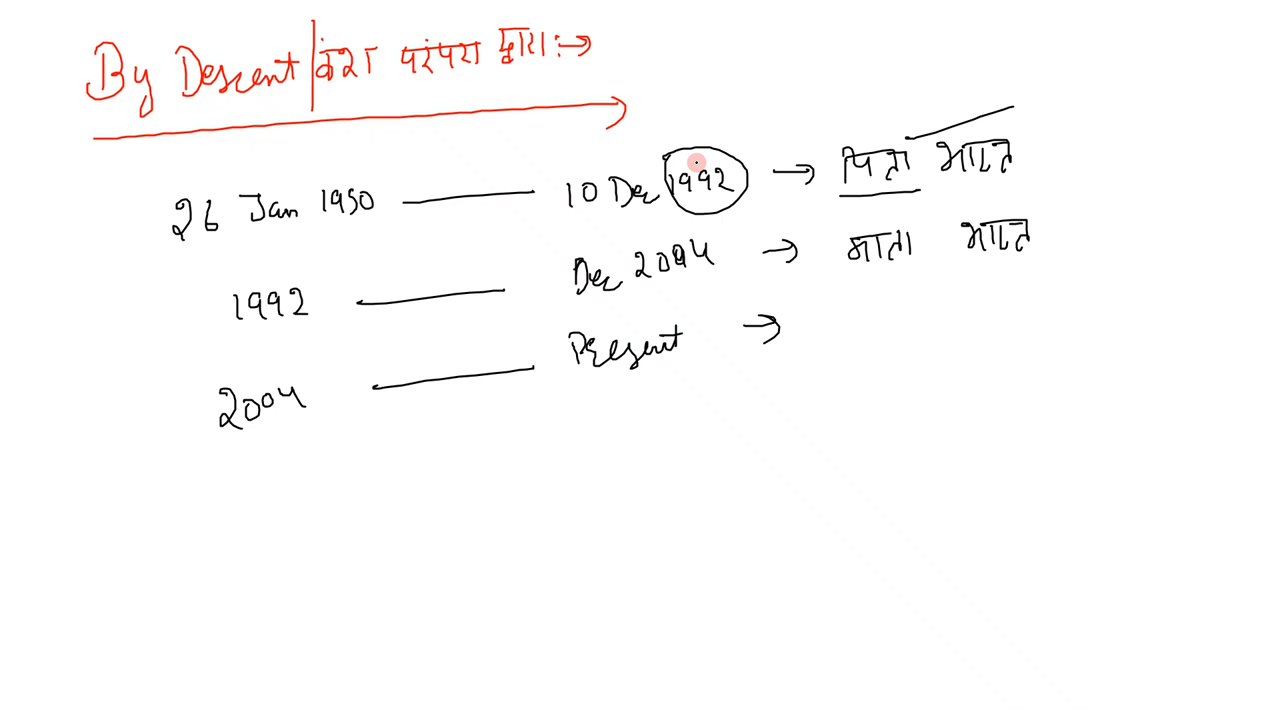 By Descent | वंश परंपरा द्वारा :→
26 Jan 1950 — 10 Dec 1992 → पिता भारत
1992 — Dec 2004 → माता भारत
2004 — Present →